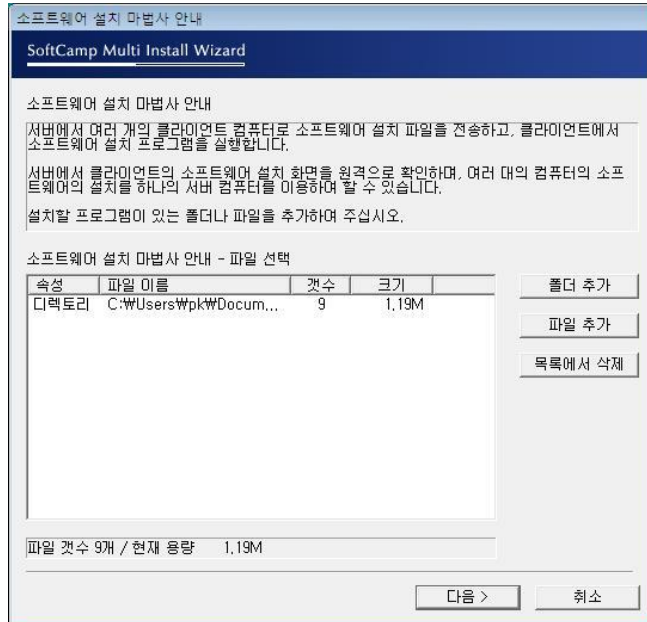 소프트웨어 설치 마법사 안내
SoftCamp Multi Install Wizard
소프트웨어 설치 마법사 안내
서버에서 여러 개의 클라이언트 컴퓨터로 소프트웨어 설치 파일을 전송하고, 클라이언트에서
소프트웨어 설치 프로그램을 실행합니다.
서버에서 클라이언트의 소프트웨어 설치 화면을 원격으로 확인하며, 여러 대의 컴퓨터의 소프
트웨어의 설치를 하나의 서버 컴퓨터를 이용하여 할 수 있습니다.
설치할 프로그램이 있는 폴더나 파일을 추가하여 주십시오.
소프트웨어 설치 마법사 안내 - 파일 선택
속성 파일 이름 갯수 크기
디렉토리 C:₩Users₩pk₩Docum... 9 1,19M
폴더 추가
파일 추가
목록에서 삭제
파일 갯수 9개 / 현재 용량 1,19M
다음 > 취소